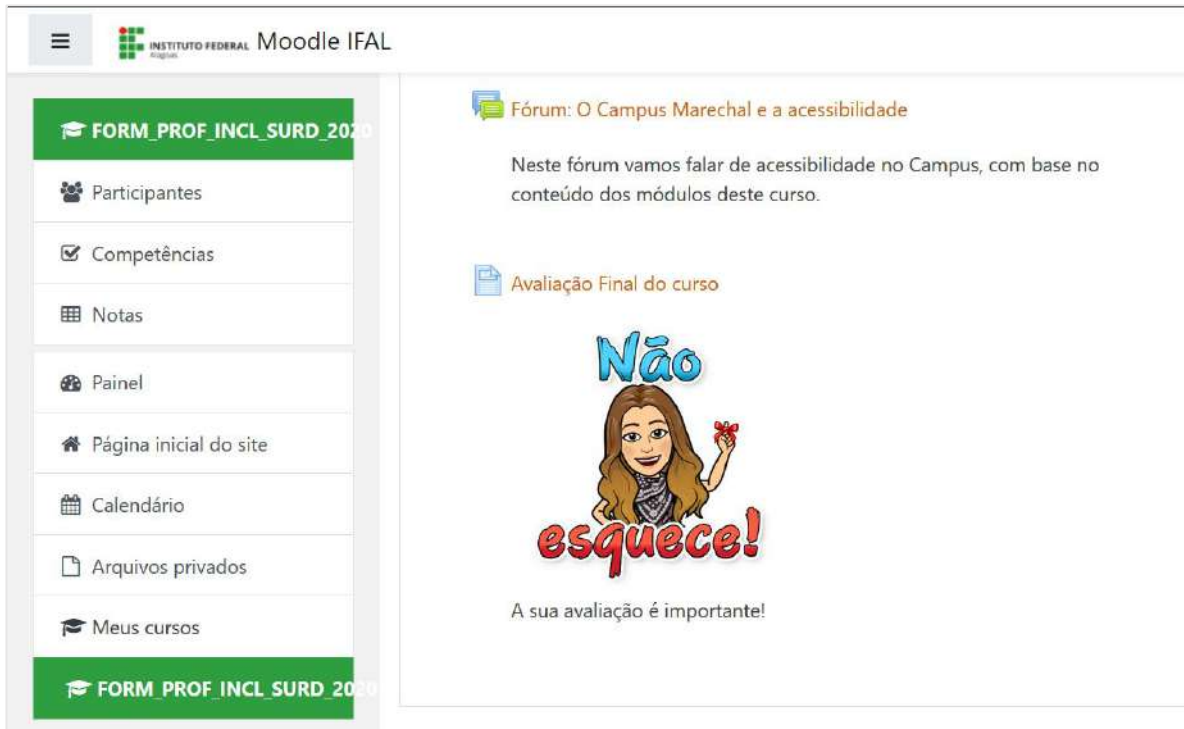 INSTITUTO FEDERAL
Alagoas
Moodle IFAL
FORM_PROF_INCL_SURD_2020
Participantes
Competências
Notas
Painel
Página inicial do site
Calendário
Arquivos privados
Meus cursos
FORM_PROF_INCL_SURD_2020
Fórum: O Campus Marechal e a acessibilidade
Neste fórum vamos falar de acessibilidade no Campus, com base no
conteúdo dos módulos deste curso.
Avaliação Final do curso
Não
esquece!
A sua avaliação é importante!